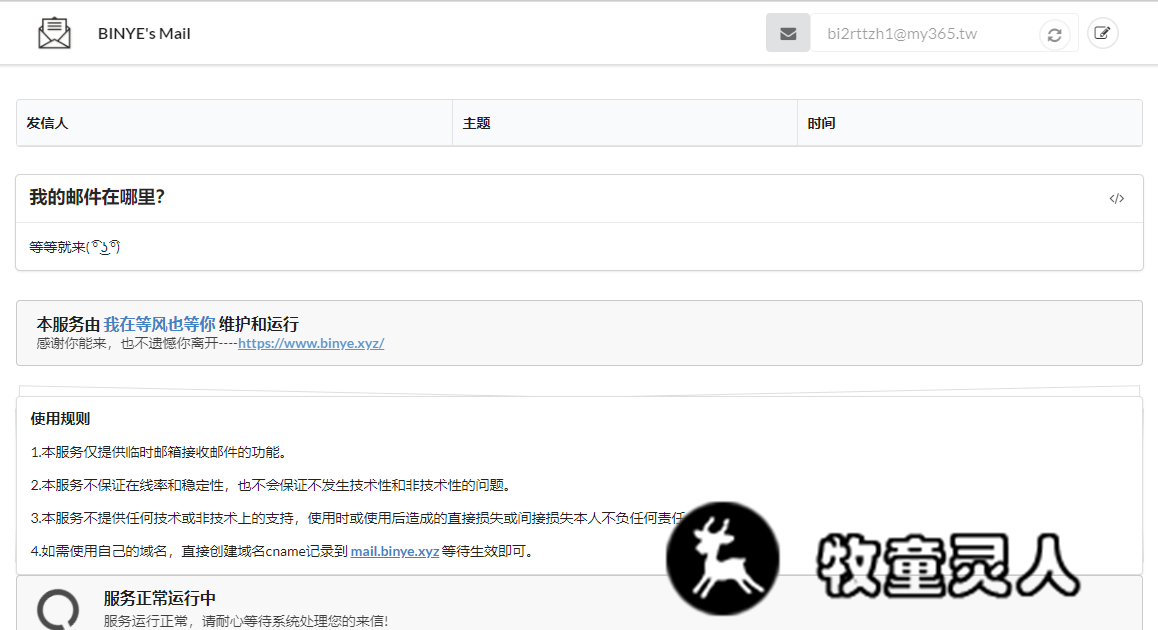 BINYE's Mail
bi2rttzh1@my365.tw
发信人 主题 时间
我的邮件在哪里?
</>
等等就来( ͡° ͜ʖ ͡°)
本服务由 我在等风也等你 维护和运行
感谢你能来，也不遗憾你离开----https://www.binye.xyz/
使用规则
1.本服务仅提供临时邮箱接收邮件的功能。
2.本服务不保证在线率和稳定性，也不会保证不发生技术性和非技术性的问题。
3.本服务不提供任何技术或非技术上的支持，使用时或使用后造成的直接损失或间接损失本人不负任何责任
4.如需使用自己的域名，直接创建域名cname记录到 mail.binye.xyz 等待生效即可。
牧童灵人
服务正常运行中
服务运行正常，请耐心等待系统处理您的来信!